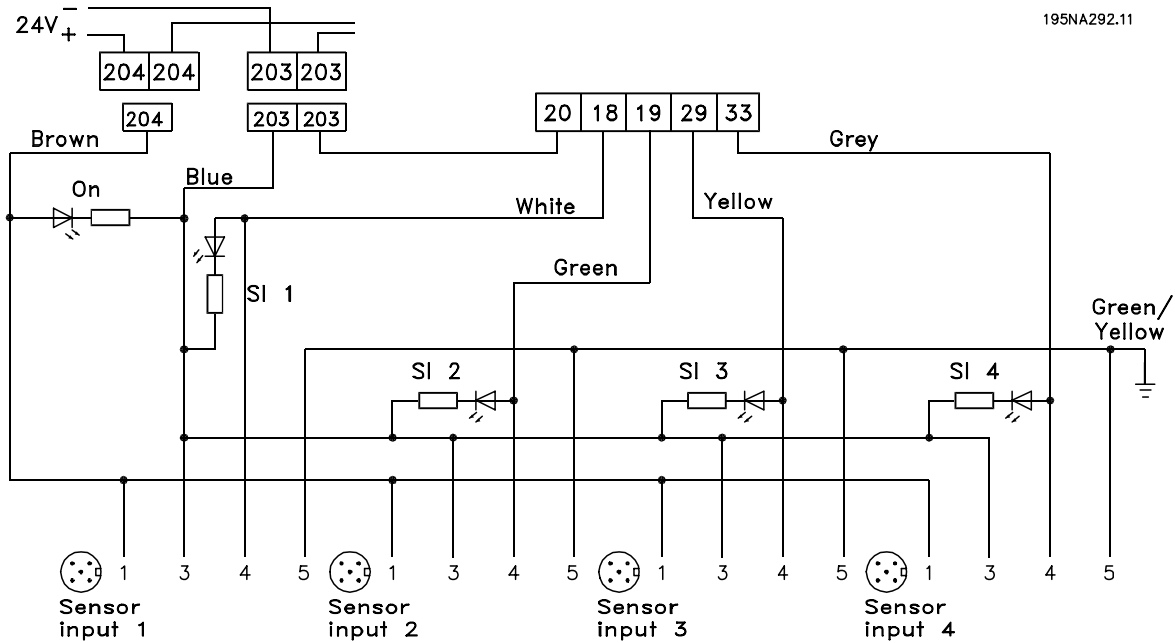 195NA292.11
24V
−
+
204 204 203 203
204 203 203
20 18 19 29 33
Brown
Grey
Blue
On
White
Yellow
Green
SI 1
Green/
Yellow
SI 2
SI 3
SI 4
1 3 4 5 1 3 4 5 1 3 4 5 1 3 4 5
Sensor
input 1
Sensor
input 2
Sensor
input 3
Sensor
input 4